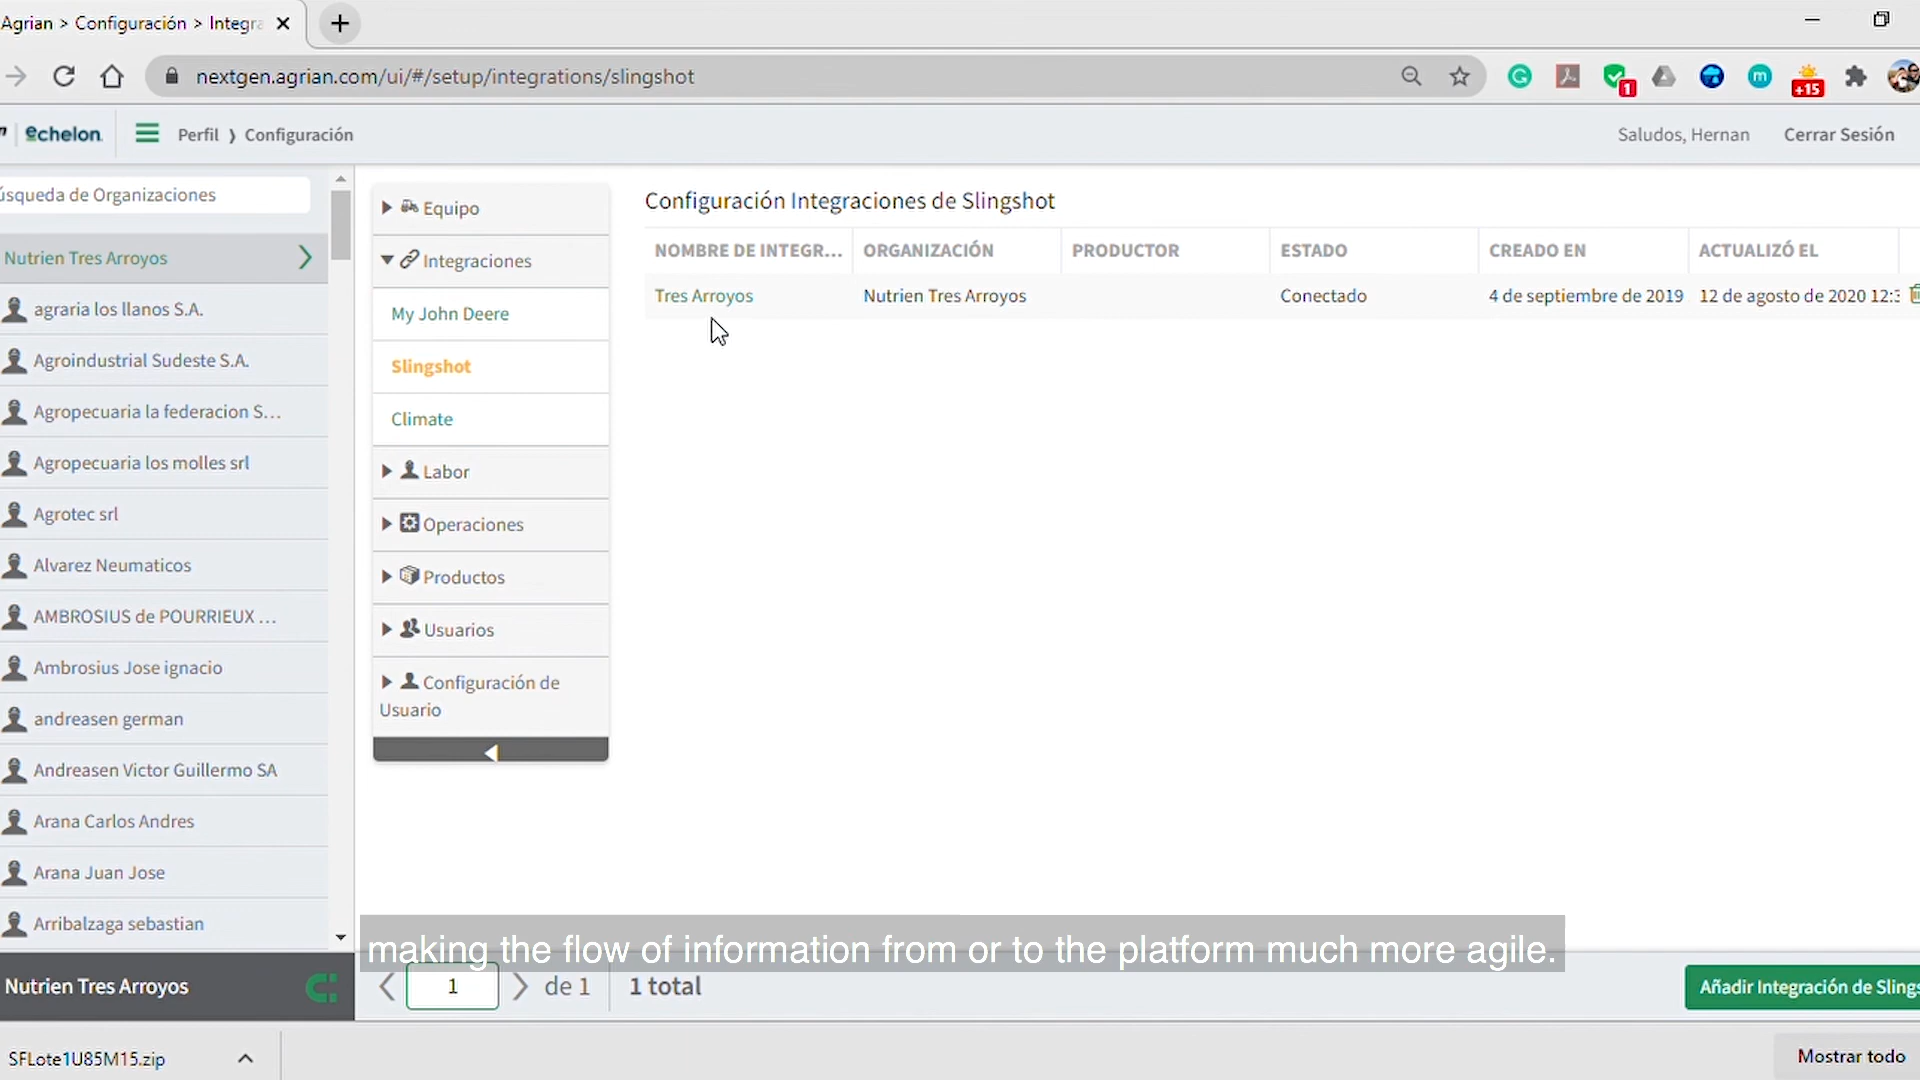 Agrian > Configuración > Integra
nextgen.agrian.com/ui/#/setup/integrations/slingshot
1
m
+15
echelon
Perfil ❯ Configuración
Saludos, Hernan
Cerrar Sesión
úsqueda de Organizaciones
Nutrien Tres Arroyos
agraria los llanos S.A.
Agroindustrial Sudeste S.A.
Agropecuaria la federacion S...
Agropecuaria los molles srl
Agrotec srl
Alvarez Neumaticos
AMBROSIUS de POURRIEUX ...
Ambrosius Jose ignacio
andreasen german
Andreasen Victor Guillermo SA
Arana Carlos Andres
Arana Juan Jose
Arribalzaga sebastian
Nutrien Tres Arroyos
Equipo
Integraciones
My John Deere
Slingshot
Climate
Labor
Operaciones
Productos
Usuarios
Configuración de
Usuario
Configuración Integraciones de Slingshot
NOMBRE DE INTEGR... ORGANIZACIÓN PRODUCTOR ESTADO CREADO EN ACTUALIZÓ EL
Tres Arroyos Nutrien Tres Arroyos Conectado 4 de septiembre de 2019 12 de agosto de 2020 12:3
making the flow of information from or to the platform much more agile.
1 de 1 1 total
Añadir Integración de Slings
SFLote1U85M15.zip
Mostrar todo